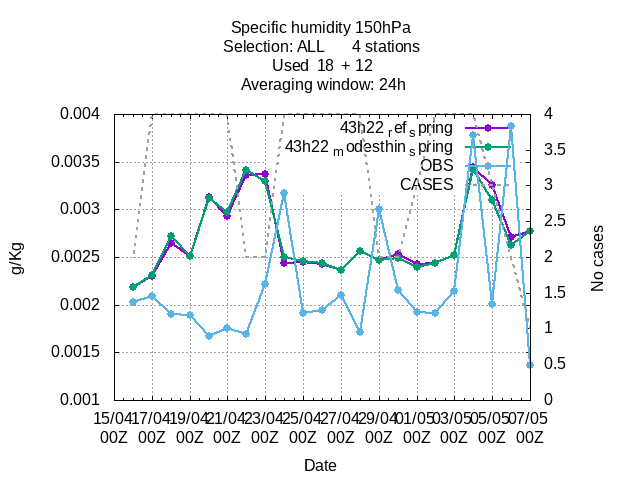 Specific humidity 150hPa
Selection: ALL 4 stations
Used 18 + 12
Averaging window: 24h
43h22 ref spring
43h22 modesthin spring
OBS
CASES
0.004
0.0035
0.003
0.0025
0.002
0.0015
0.001
g/Kg
4
3.5
3
2.5
2
1.5
1
0.5
0
No cases
15/04 17/04 19/04 21/04 23/04 25/04 27/04 29/04 01/05 03/05 05/05 07/05
00Z 00Z 00Z 00Z 00Z 00Z 00Z 00Z 00Z 00Z 00Z 00Z
Date